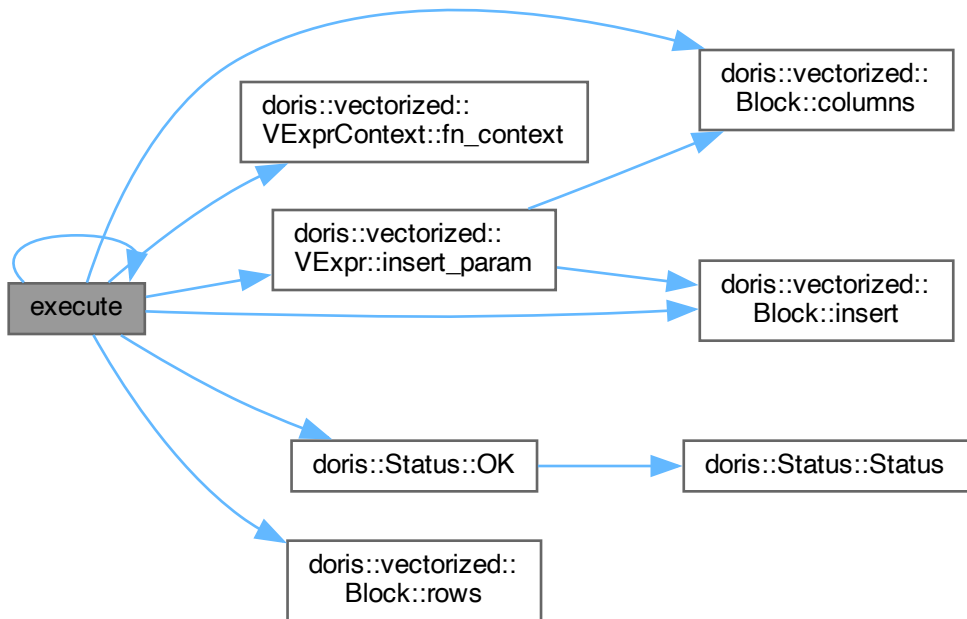 execute
doris::vectorized::
VExprContext::fn_context
doris::vectorized::
VExpr::insert_param
doris::Status::OK
doris::vectorized::
Block::rows
doris::vectorized::
Block::columns
doris::vectorized::
Block::insert
doris::Status::Status